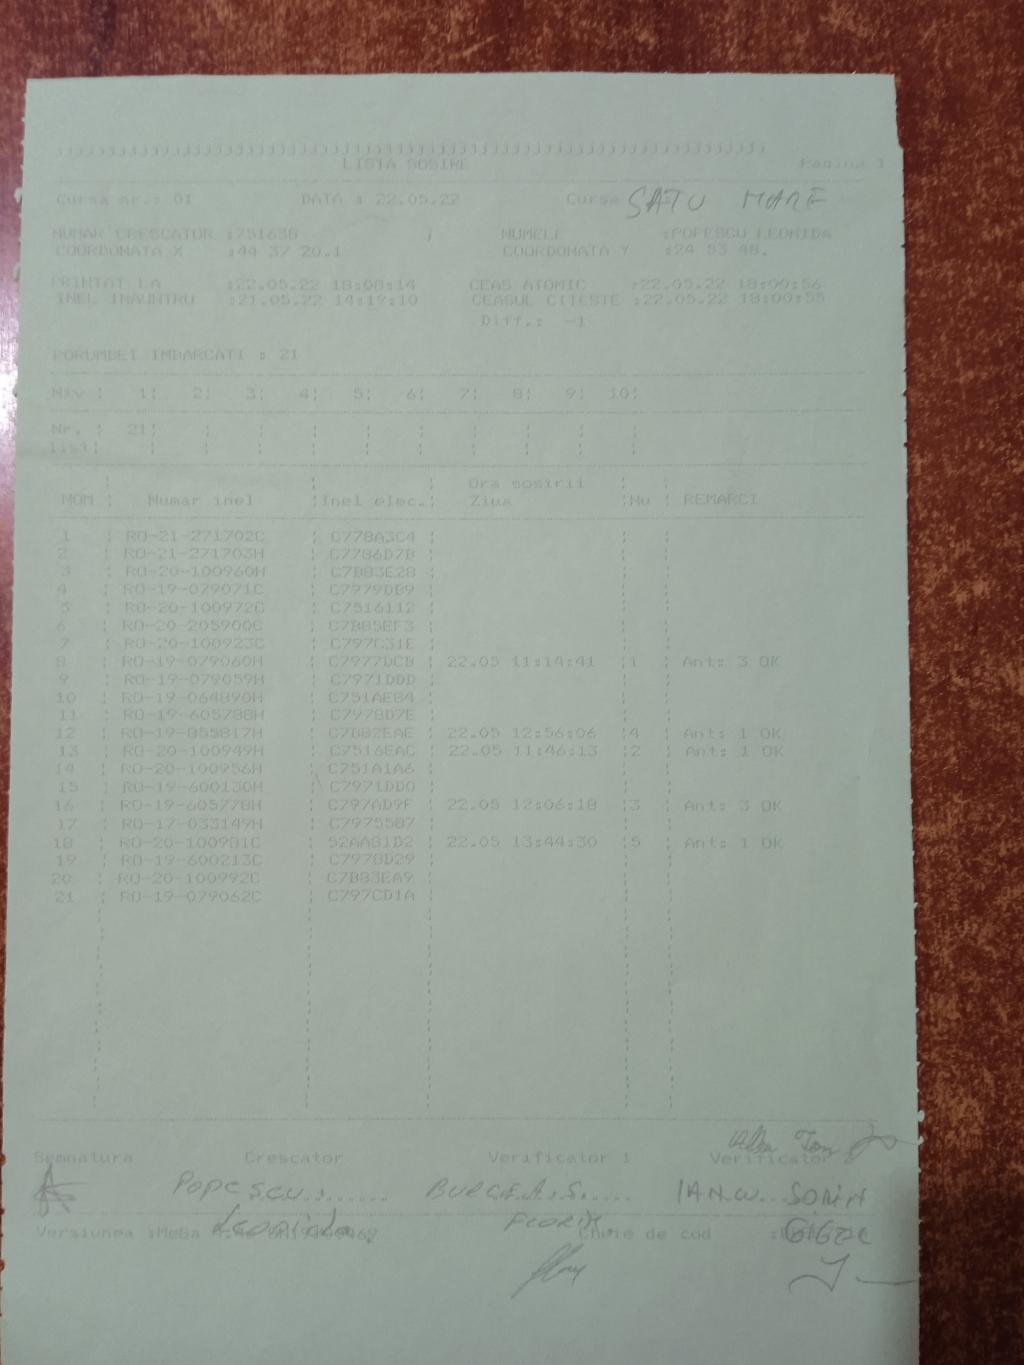 LISTA SOSIRE Pagina 1
Cursa nr.: 01 DATA : 22.05.22 Cursa SATU MARE
NUMAR CRESCATOR :751638 NUMELE :POPESCU LEONIDA
COORDONATA X :44 37 20.1 COORDONATA Y :24 53 48.
PRINTAT LA :22.05.22 18:08:14 CEAS ATOMIC :22.05.22 18:00:56
INEL INAUNTRU :21.05.22 14:19:10 CEASUL CITESTE :22.05.22 18:00:55
Diff.: -1
PORUMBEI IMBARCATI : 21
Niv ¦ 1¦ 2¦ 3¦ 4¦ 5¦ 6¦ 7¦ 8¦ 9¦ 10¦
Nr. ¦ 21¦ ¦ ¦ ¦ ¦ ¦ ¦ ¦ ¦ ¦
list¦ ¦ ¦ ¦ ¦ ¦ ¦ ¦ ¦ ¦ ¦
Ora sosirii
NOM ¦ Numar inel ¦Inel elec.¦ Ziua ¦Nu ¦ REMARCI
1 ¦ RO-21-271702C ¦ C778A3C4 ¦
2 ¦ RO-21-271703H ¦ C77B6D7B ¦
3 ¦ RO-20-100960H ¦ C7B83E28 ¦
4 ¦ RO-19-079071C ¦ C7979DB9 ¦
5 ¦ RO-20-100972C ¦ C7516112 ¦
6 ¦ RO-20-205900C ¦ C7B85EF3 ¦
7 ¦ RO-20-100923C ¦ C797C31E ¦
8 ¦ RO-19-079060H ¦ C7977DCB ¦ 22.05 11:14:41 ¦1 ¦ Ant: 3 OK
9 ¦ RO-19-079059H ¦ C7971DDD ¦
10 ¦ RO-19-064890H ¦ C751AEB4 ¦
11 ¦ RO-19-605788H ¦ C7978D7E ¦
12 ¦ RO-19-855817H ¦ C7B82EAE ¦ 22.05 12:56:06 ¦4 ¦ Ant: 1 OK
13 ¦ RO-20-100949H ¦ C7516EAC ¦ 22.05 11:46:13 ¦2 ¦ Ant: 1 OK
14 ¦ RO-20-100956H ¦ C751A1A6 ¦
15 ¦ RO-19-600130H ¦ C7971DD0 ¦
16 ¦ RO-19-605778H ¦ C797AD9F ¦ 22.05 12:06:18 ¦3 ¦ Ant: 3 OK
17 ¦ RO-17-033149H ¦ C7975587 ¦
18 ¦ RO-20-100981C ¦ 52AA81D2 ¦ 22.05 13:44:30 ¦5 ¦ Ant: 1 OK
19 ¦ RO-19-600213C ¦ C7978D29 ¦
20 ¦ RO-20-100992C ¦ C7B83EA9 ¦
21 ¦ RO-19-079062C ¦ C797CD1A ¦
Semnatura Crescator Verificator 1 Verificator
Popescu BURCEA.S. IANCU SORIN
Versiunea :MeGa Leonida FLORIN Cheie de cod : GIGEL